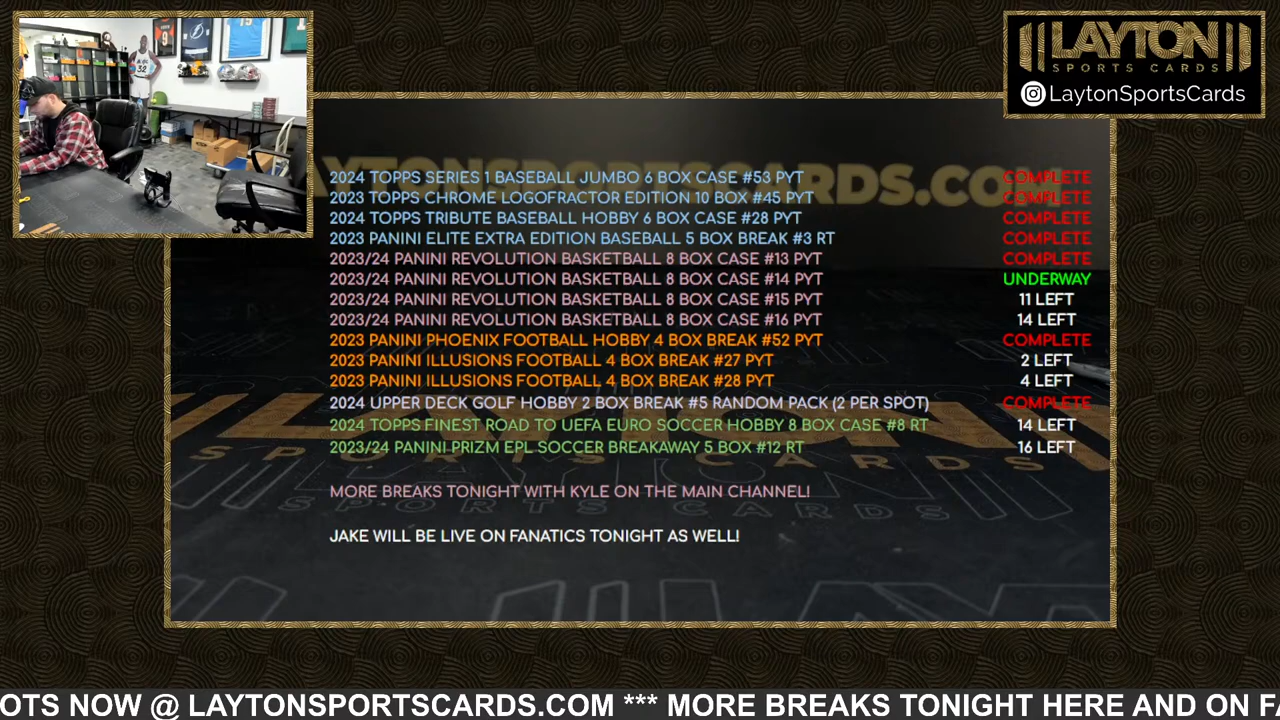 LAYTON
SPORTS CARDS
LaytonSportsCards
2024 TOPPS SERIES 1 BASEBALL JUMBO 6 BOX CASE #53 PYT COMPLETE
2023 TOPPS CHROME LOGOFRACTOR EDITION 10 BOX #45 PYT COMPLETE
2024 TOPPS TRIBUTE BASEBALL HOBBY 6 BOX CASE #28 PYT COMPLETE
2023 PANINI ELITE EXTRA EDITION BASEBALL 5 BOX BREAK #3 RT COMPLETE
2023/24 PANINI REVOLUTION BASKETBALL 8 BOX CASE #13 PYT COMPLETE
2023/24 PANINI REVOLUTION BASKETBALL 8 BOX CASE #14 PYT UNDERWAY
2023/24 PANINI REVOLUTION BASKETBALL 8 BOX CASE #15 PYT 11 LEFT
2023/24 PANINI REVOLUTION BASKETBALL 8 BOX CASE #16 PYT 14 LEFT
2023 PANINI PHOENIX FOOTBALL HOBBY 4 BOX BREAK #52 PYT COMPLETE
2023 PANINI ILLUSIONS FOOTBALL 4 BOX BREAK #27 PYT 2 LEFT
2023 PANINI ILLUSIONS FOOTBALL 4 BOX BREAK #28 PYT 4 LEFT
2024 UPPER DECK GOLF HOBBY 2 BOX BREAK #5 RANDOM PACK (2 PER SPOT) COMPLETE
2024 TOPPS FINEST ROAD TO UEFA EURO SOCCER HOBBY 8 BOX CASE #8 RT 14 LEFT
2023/24 PANINI PRIZM EPL SOCCER BREAKAWAY 5 BOX #12 RT 16 LEFT
MORE BREAKS TONIGHT WITH KYLE ON THE MAIN CHANNEL!
JAKE WILL BE LIVE ON FANATICS TONIGHT AS WELL!
OTS NOW @ LAYTONSPORTSCARDS.COM *** MORE BREAKS TONIGHT HERE AND ON F